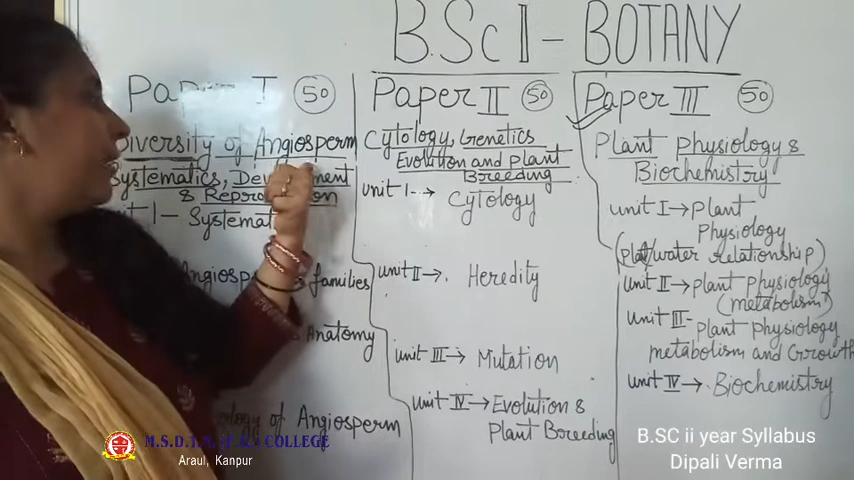 B.Sc II - BOTANY
Paper I 50
Diversity of Angiosperm
Systematics, Development
& Reproduction
Unit I - Systemat
Angiosperm families
Anatomy
ology of Angiosperm
Paper II 50
Cytology, Genetics
Evolution and Plant
Breeding
unit I → Cytology
unit II → Heredity
unit III → Mutation
unit IV → Evolution &
Plant Breeding
Paper III 50
Plant Physiology &
Biochemistry
unit I → Plant
Physiology
water relationship)
unit II → Plant Physiology
(metabolism)
unit III -
Plant physiology
metabolism and Growth
unit IV → Biochemistry
COLLEGE
Araul, Kanpur
B.SC ii year Syllabus
Dipali Verma